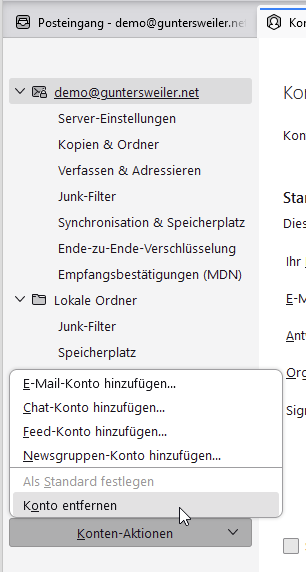 Posteingang - demo@guntersweiler.ne
Ko
demo@guntersweiler.net
Kon
Server-Einstellungen
Kopien & Ordner
Kon
Verfassen & Adressieren
Junk-Filter
Sta
Synchronisation & Speicherplatz
Dies
Ende-zu-Ende-Verschlüsselung
Ihr
Empfangsbestätigungen (MDN)
E-M
Lokale Ordner
Junk-Filter
Ant
Speicherplatz
Org
E-Mail-Konto hinzufügen...
Chat-Konto hinzufügen...
Sign
Feed-Konto hinzufügen...
Newsgruppen-Konto hinzufügen...
Als Standard festlegen
Konto entfernen
Konten-Aktionen